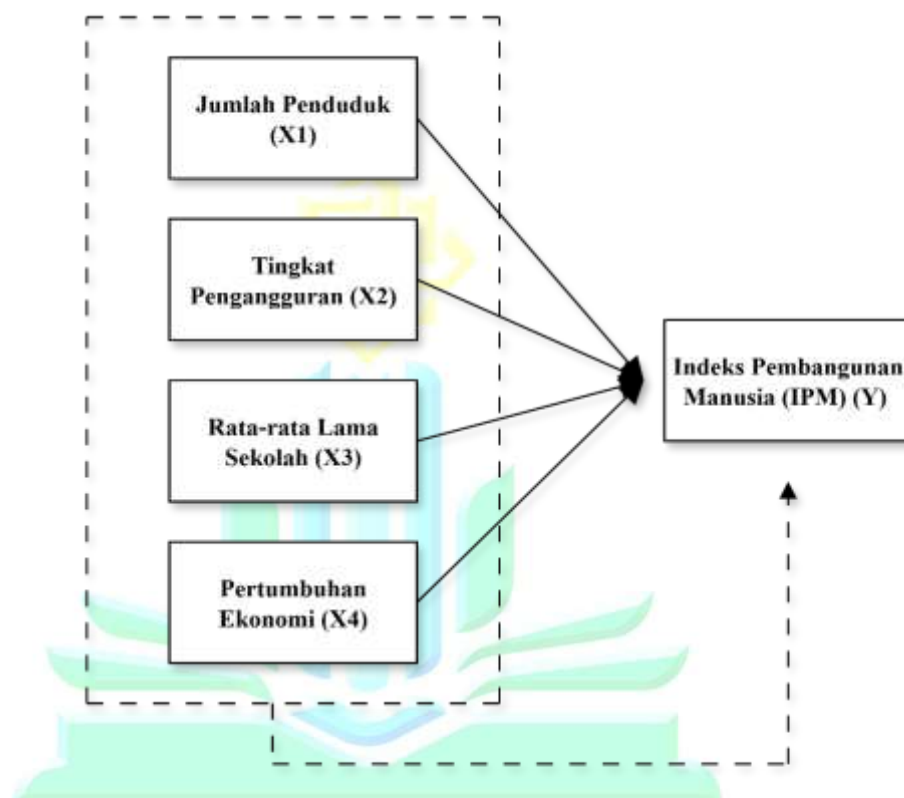 Jumlah Penduduk
(X1)
Tingkat
Pengangguran (X2)
Rata-rata Lama
Sekolah (X3)
Pertumbuhan
Ekonomi (X4)
Indeks Pembangunan
Manusia (IPM) (Y)